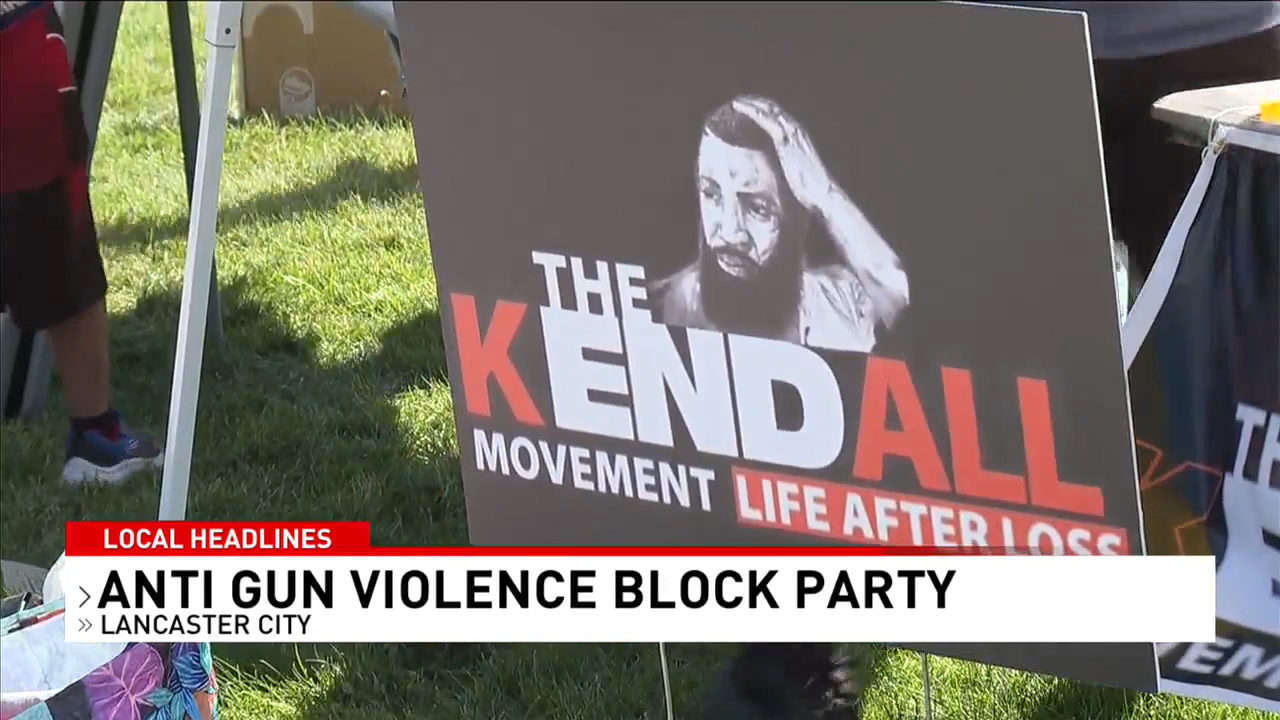 THE
KENDALL
MOVEMENT LIFE AFTER LOSS
LOCAL HEADLINES
ANTI GUN VIOLENCE BLOCK PARTY
LANCASTER CITY